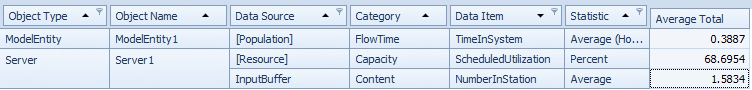 Object Type Object Name Data Source Category Data Item Statistic Average Total
ModelEntity ModelEntity1 [Population] FlowTime TimeInSystem Average (Ho... 0.3887
Server Server1 [Resource] Capacity ScheduledUtilization Percent 68.6954
InputBuffer Content NumberInStation Average 1.5834